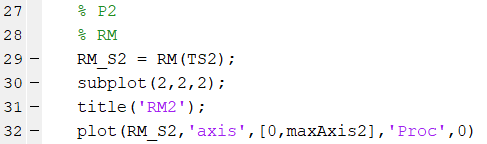 27 % P2
28 % RM
29 – RM_S2 = RM(TS2);
30 – subplot(2,2,2);
31 – title('RM2');
32 – plot(RM_S2,'axis',[0,maxAxis2],'Proc',0)